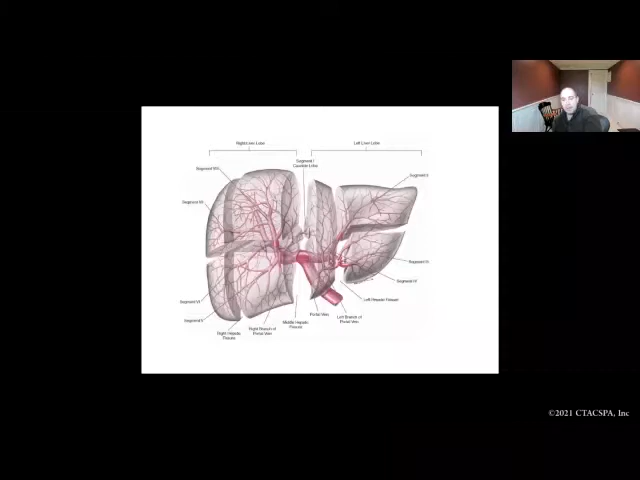 Right Liver Lobe
Left Liver Lobe
Segment I
Caudate Lobe
Segment VIII
Segment II
Segment VII
Segment III
Segment IV
Segment VI
Left Hepatic Fissure
Segment V
Portal Vein
Left Branch of
Portal Vein
Middle Hepatic
Fissure
Right Branch of
Portal Vein
Right Hepatic
Fissure
©2021 CTACSPA, Inc